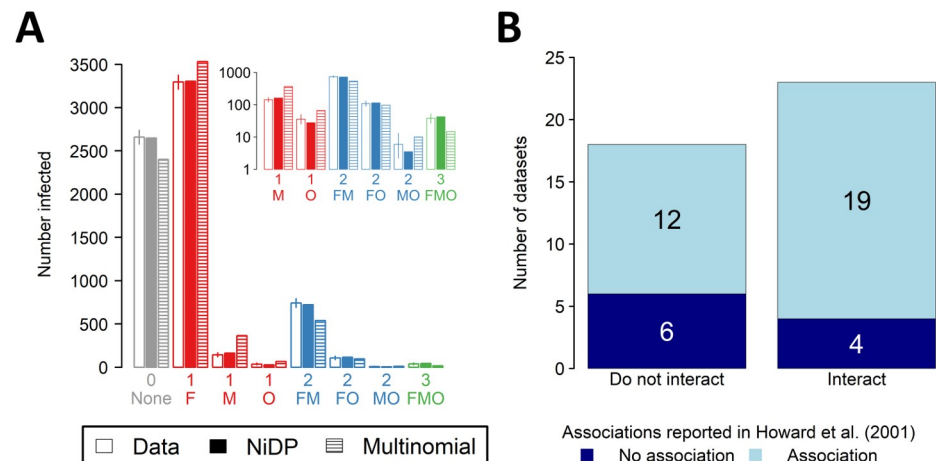 A
Number infected
3500
3000
2500
2000
1500
1000
500
0
0 1 1 1 2 2 2 3
None F M O FM FO MO FMO
1000
100
10
1
1 1 2 2 2 3
M O FM FO MO FMO
Data NiDP Multinomial
B
Number of datasets
25
20
15
10
5
0
12
6
19
4
Do not interact Interact
Associations reported in Howard et al. (2001)
No association Association